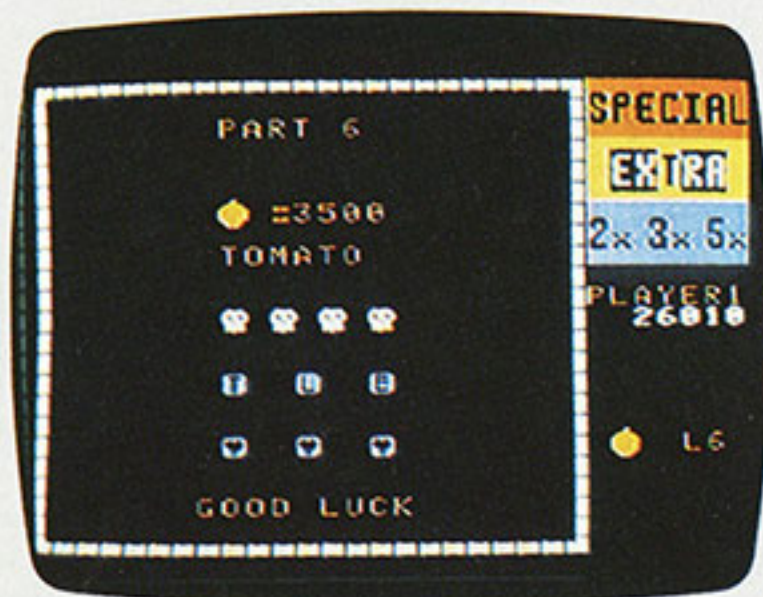 PART 6
=3500
TOMATO
GOOD LUCK
SPECIAL
EXTRA
2x 3x 5x
PLAYER1
26010
L6